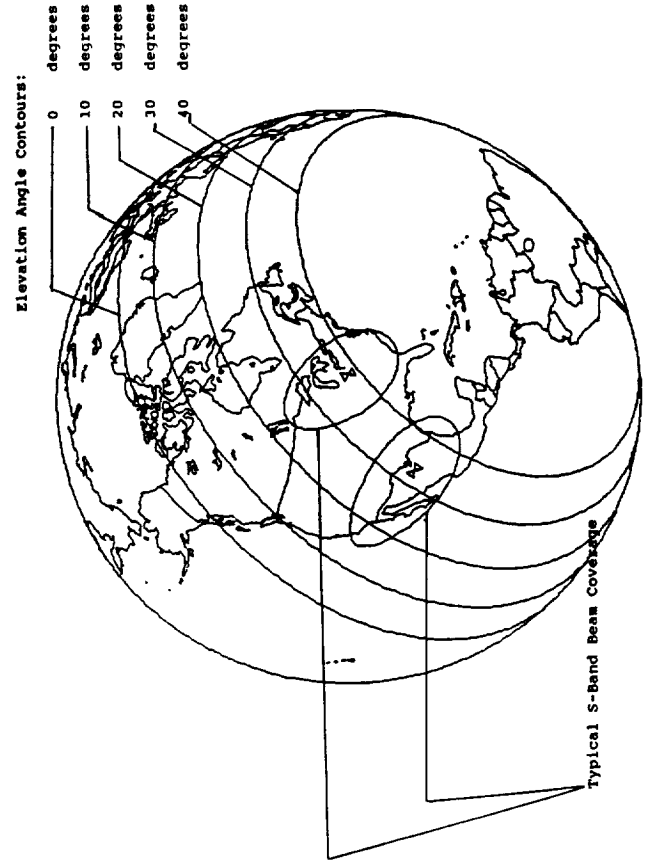 Elevation Angle Contours:
0 degrees
10 degrees
20 degrees
30 degrees
40 degrees
Typical S-Band Beam Coverage